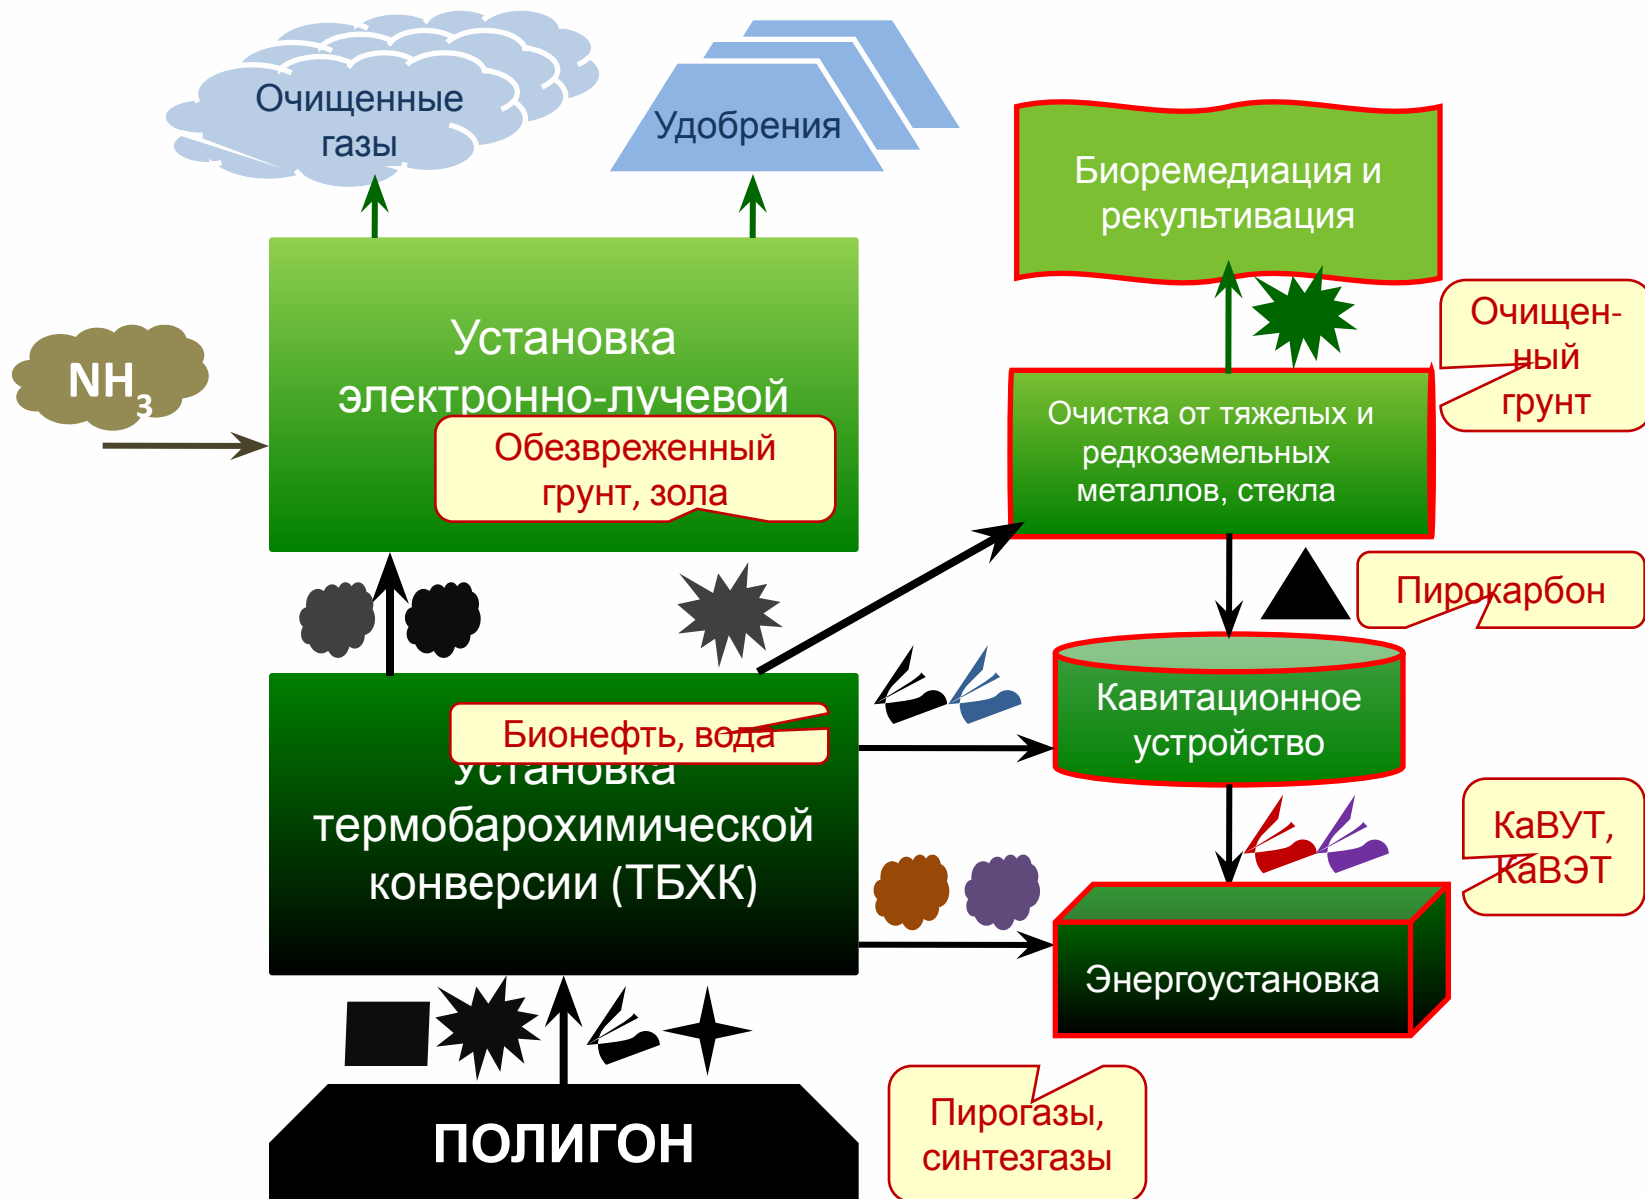 Очищенные
газы
Удобрения
Биоремедиация и
рекультивация
NH3
Установка
электронно-лучевой
Обезвреженный
грунт, зола
Очистка от тяжелых и
редкоземельных
металлов, стекла
Очищен-
ный
грунт
Пирокарбон
Бионефть, вода
Установка
термобарохимической
конверсии (ТБХК)
Кавитационное
устройство
КаВУТ,
КаВЭТ
Энергоустановка
ПОЛИГОН
Пирогазы,
синтезгазы